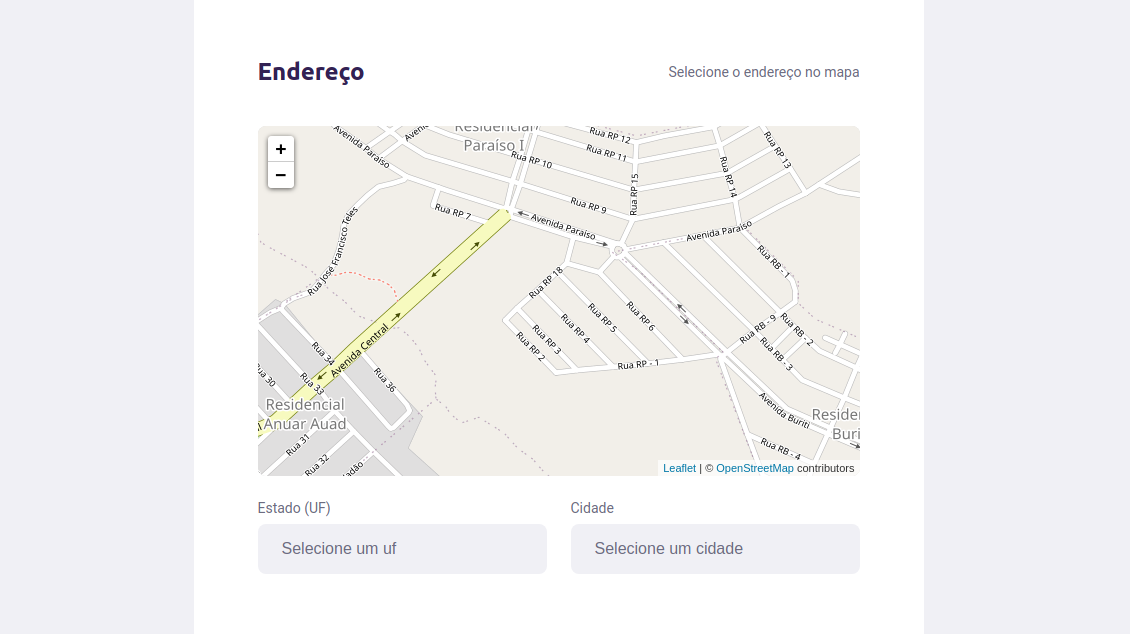 Endereço
Selecione o endereço no mapa
+
−
Avenida Paraíso
Residencial
Paraíso I
Rua RP 12
Rua RP 11
Rua RP 10
Rua RP 13
Rua RP 14
Rua RP 15
Rua RP 9
Rua RP 7
Avenida Paraíso
Avenida Paraíso
Rua José Francisco Teles
Rua RB - 1
Rua RP 18
Rua RP 6
Rua RP 5
Rua RP 4
Rua RP 3
Rua RP 2
Rua RP - 1
Rua RB - 9
Rua RB - 2
Rua RB - 3
Avenida Central
Rua 34
Rua 33
Rua 36
Rua 30
Residencial
Anuar Auad
Rua 31
Rua 32
Avenida Buriti
Rua RB - 4
Residen
Buri
Leaflet | © OpenStreetMap contributors
Estado (UF)
Cidade
Selecione um uf
Selecione um cidade